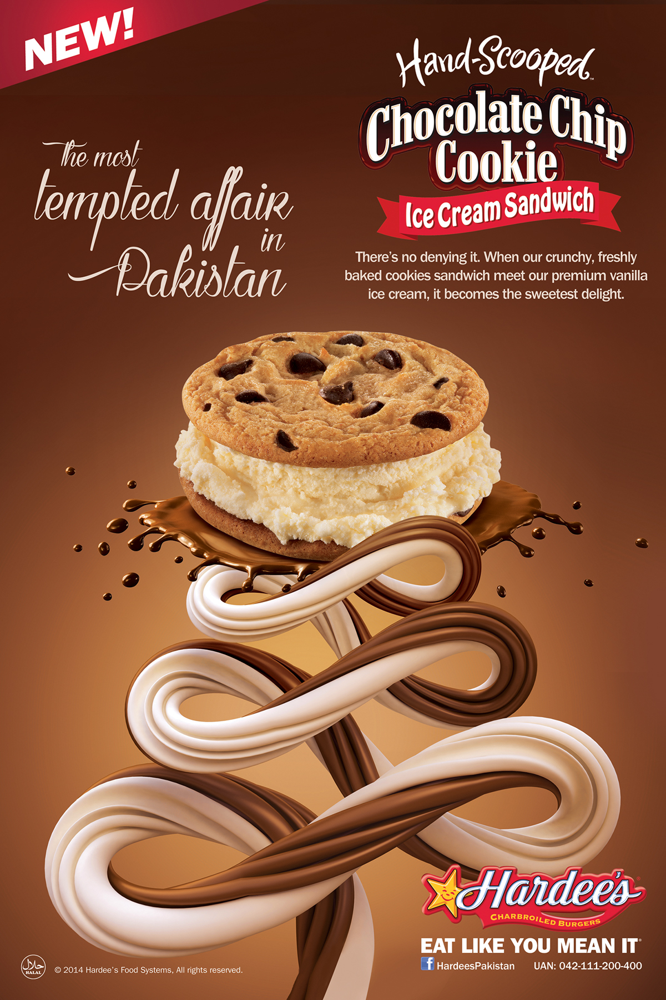 NEW!
Hand-Scooped™
Chocolate Chip
Cookie
Ice Cream Sandwich
The most
tempted affair
in
Pakistan
There's no denying it. When our crunchy, freshly
baked cookies sandwich meet our premium vanilla
ice cream, it becomes the sweetest delight.
Hardee's®
CHARBROILED BURGERS
EAT LIKE YOU MEAN IT®
f HardeesPakistan UAN: 042-111-200-400
حلال
HALAL
© 2014 Hardee's Food Systems, All rights reserved.